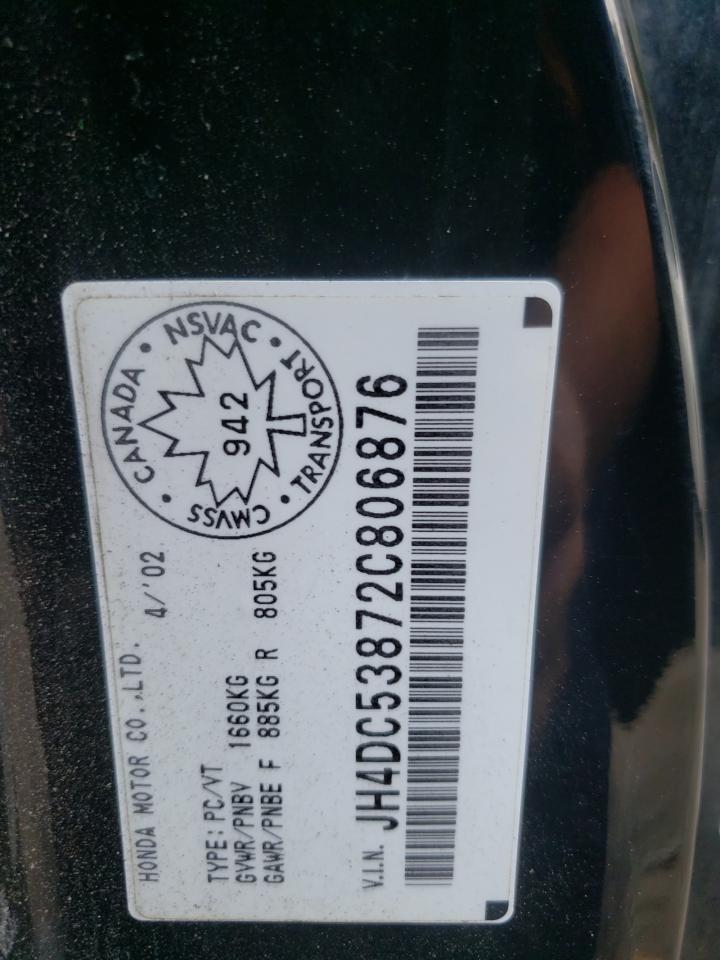 HONDA MOTOR CO.,LTD. 4/'02
TYPE: PC/VT
GVWR/PNBV 1660KG
GAWR/PNBE F 885KG R 805KG
CANADA • NSVAC • TRANSPORT • CMVSS •
942
V.I.N. JH4DC53872C806876